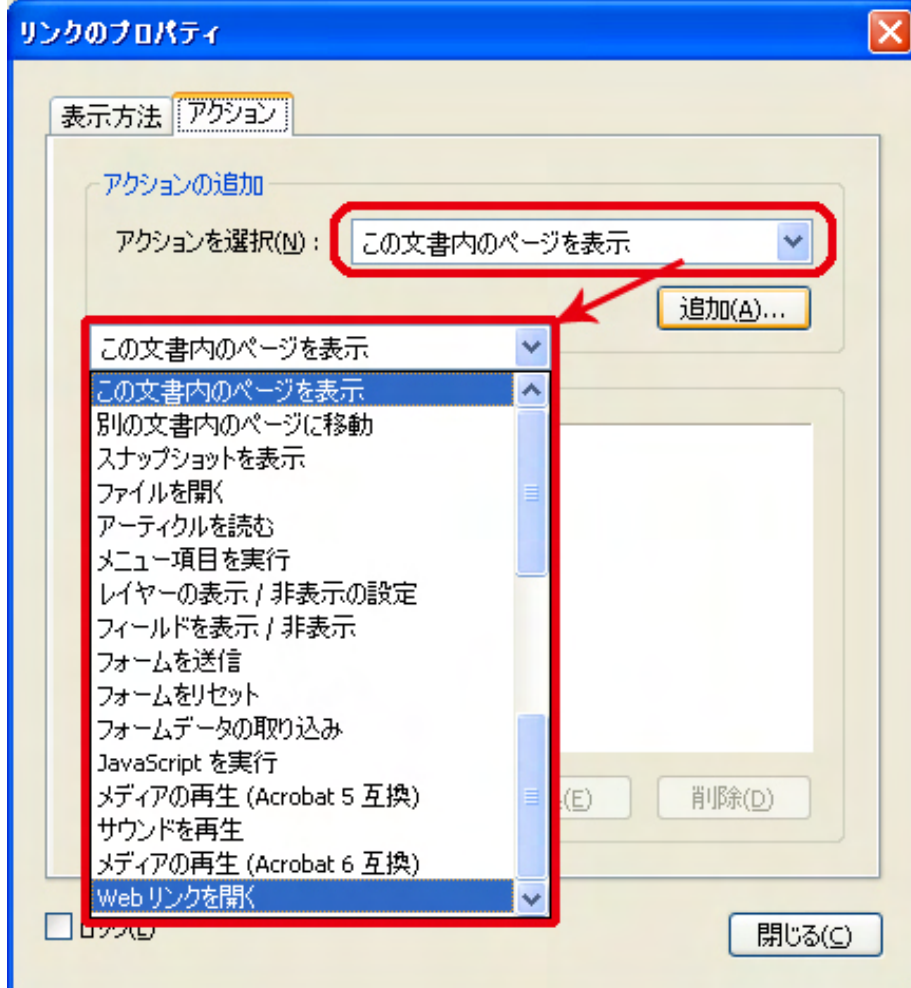 リンクのプロパティ
表示方法 アクション
アクションの追加
アクションを選択(N)： この文書内のページを表示
追加(A)...
この文書内のページを表示
この文書内のページを表示
別の文書内のページに移動
スナップショットを表示
ファイルを開く
アーティクルを読む
メニュー項目を実行
レイヤーの表示 / 非表示の設定
フィールドを表示 / 非表示
フォームを送信
フォームをリセット
フォームデータの取り込み
JavaScript を実行
メディアの再生 (Acrobat 5 互換)
(E) 削除(D)
サウンドを再生
メディアの再生 (Acrobat 6 互換)
Web リンクを開く
ロック(L)
閉じる(C)